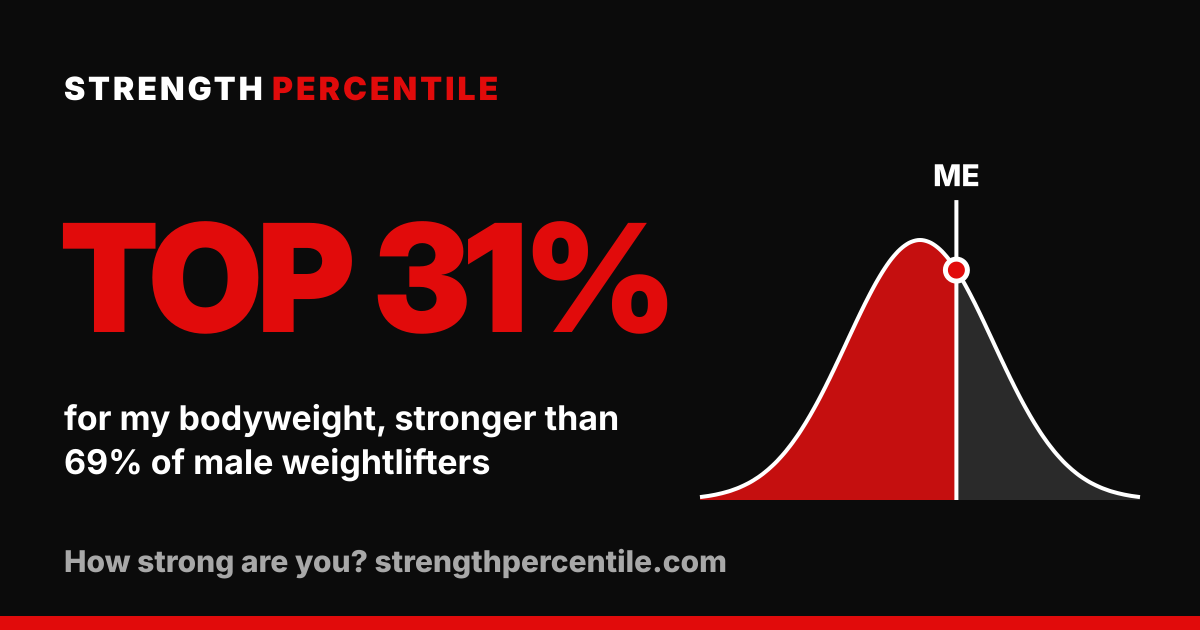 STRENGTH PERCENTILE
ME
TOP 31%
for my bodyweight, stronger than
69% of male weightlifters
How strong are you? strengthpercentile.com